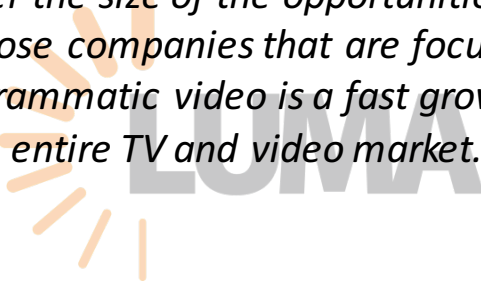 er the size of the opportunitie
ose companies that are focu
rammatic video is a fast grow
entire TV and video market.
LUMA